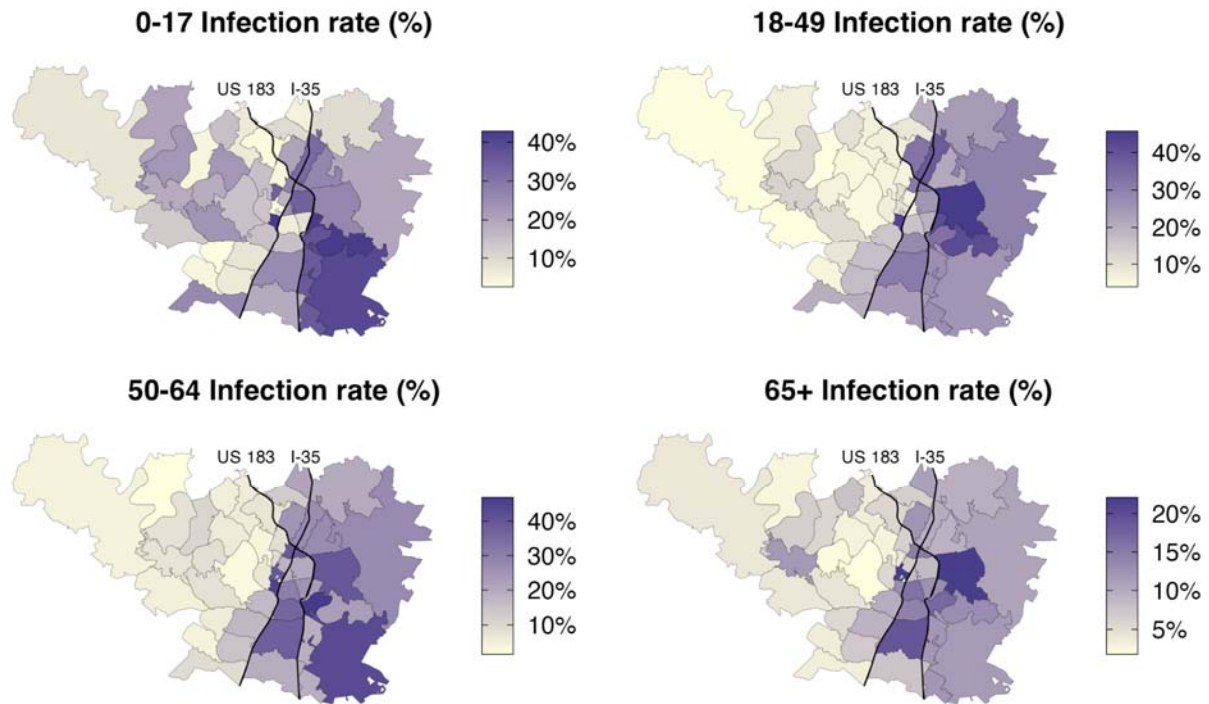 0-17 Infection rate (%)
18-49 Infection rate (%)
US 183 I-35
40%
30%
20%
10%
US 183 I-35
40%
30%
20%
10%
50-64 Infection rate (%)
65+ Infection rate (%)
US 183 I-35
40%
30%
20%
10%
US 183 I-35
20%
15%
10%
5%